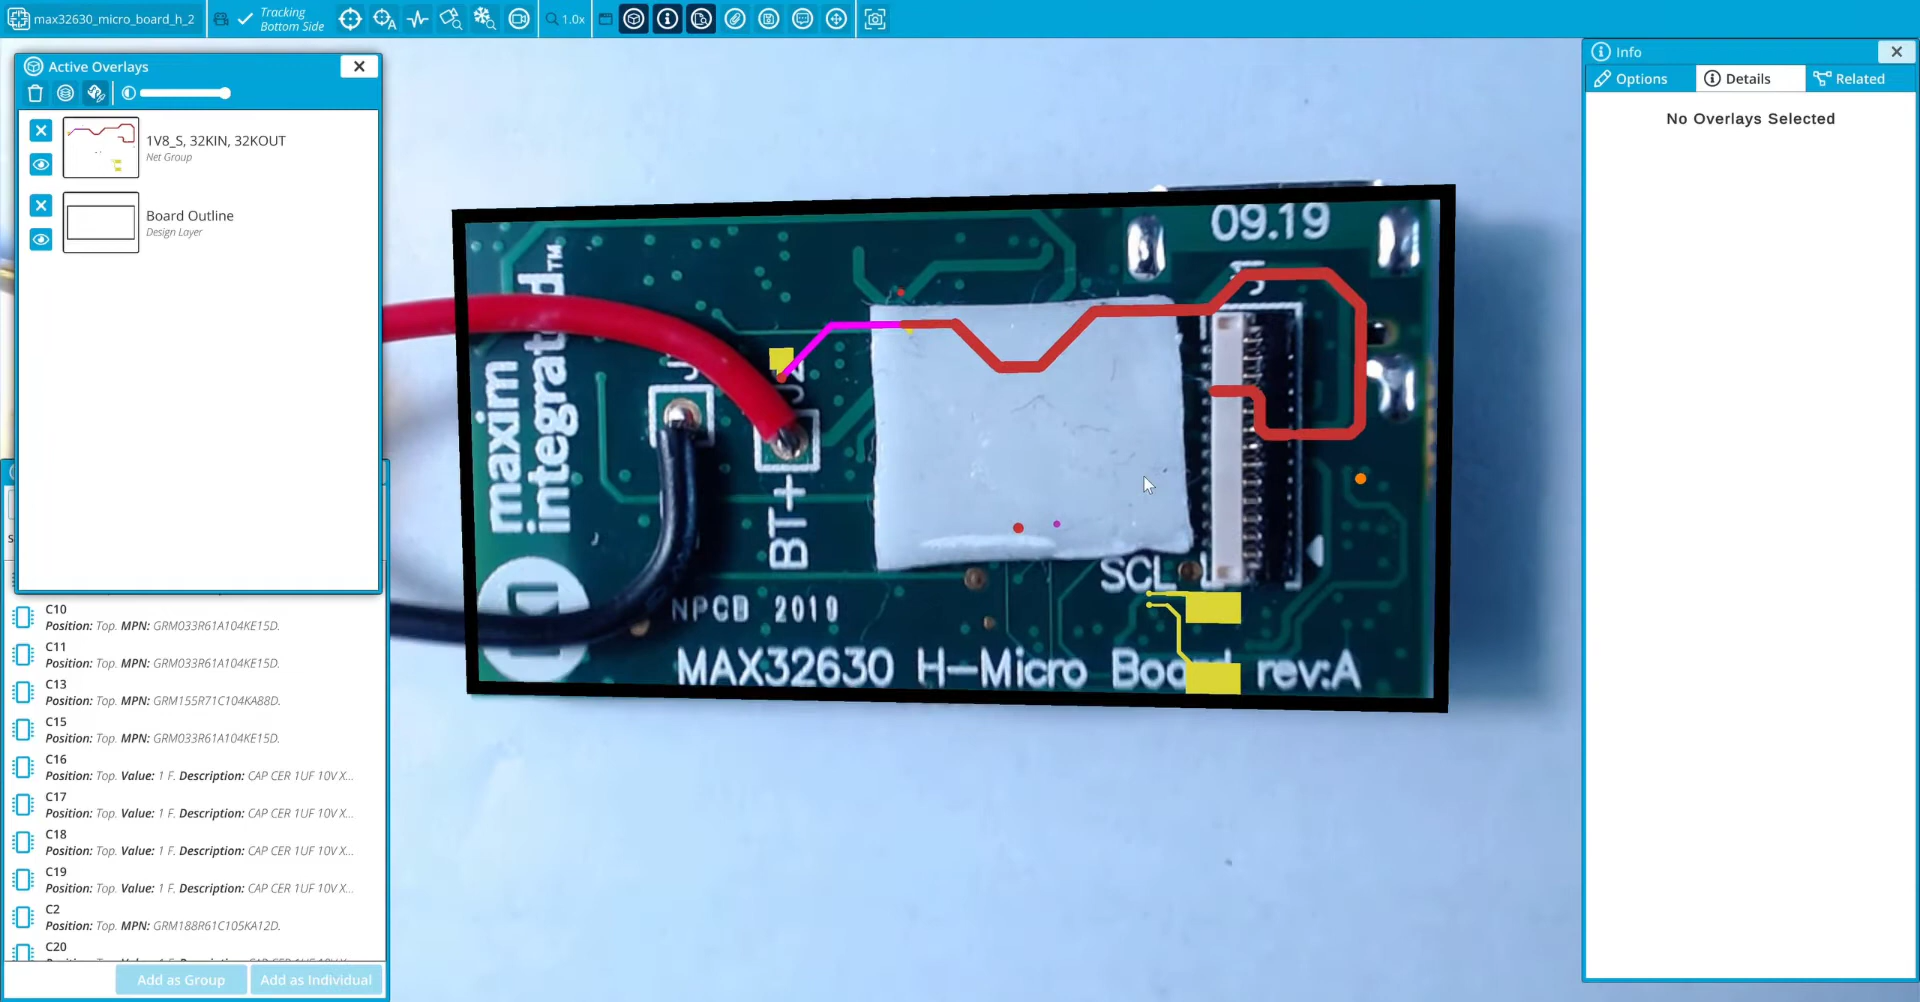 max32630_micro_board_h_2
Tracking
Bottom Side
1.0x
Active Overlays
1V8_S, 32KIN, 32KOUT
Net Group
Board Outline
Design Layer
C10
Position: Top. MPN: GRM033R61A104KE15D.
C11
Position: Top. MPN: GRM033R61A104KE15D.
C13
Position: Top. MPN: GRM155R71C104KA88D.
C15
Position: Top. MPN: GRM033R61A104KE15D.
C16
Position: Top. Value: 1 F. Description: CAP CER 1UF 10V X...
C17
Position: Top. Value: 1 F. Description: CAP CER 1UF 10V X...
C18
Position: Top. Value: 1 F. Description: CAP CER 1UF 10V X...
C19
Position: Top. Value: 1 F. Description: CAP CER 1UF 10V X...
C2
Position: Top. MPN: GRM188R61C105KA12D.
C20
Add as Group
Add as Individual
maxim
integrated™
09.19
J1
J2
BT+
SCL
NPCB 2019
MAX32630 H-Micro Board rev:A
Info
Options
Details
Related
No Overlays Selected